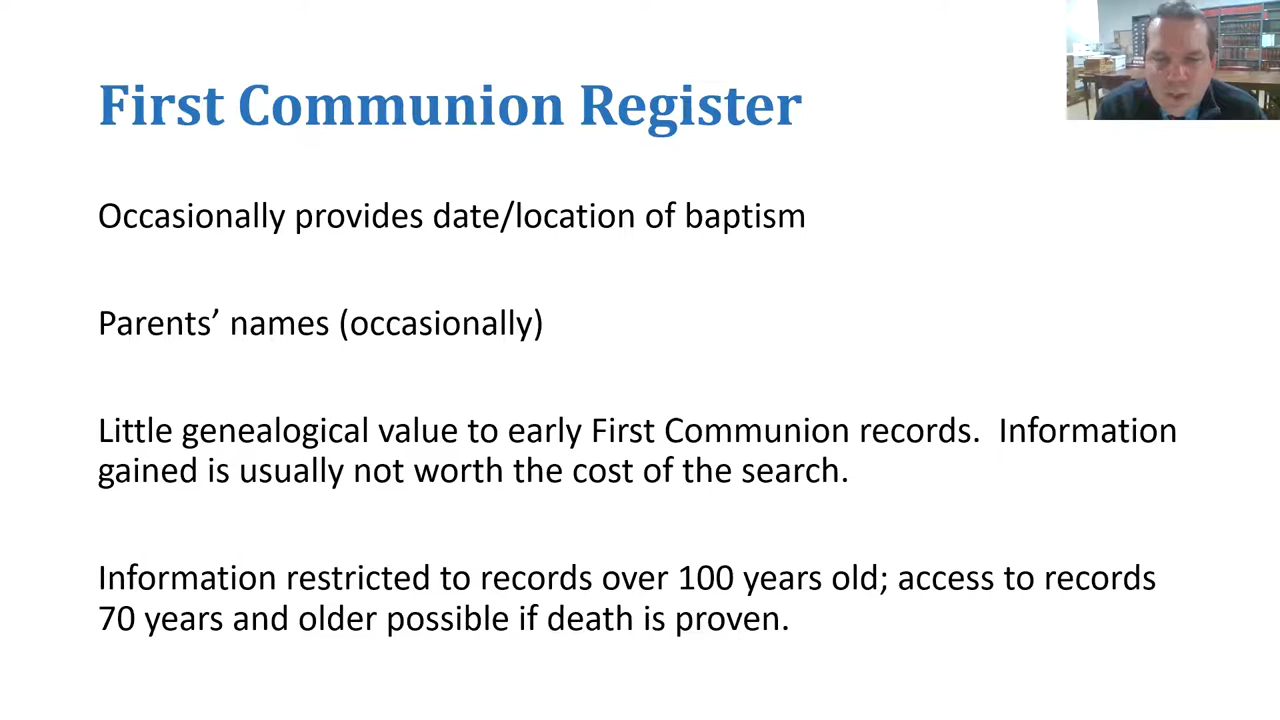 First Communion Register
Occasionally provides date/location of baptism
Parents’ names (occasionally)
Little genealogical value to early First Communion records.  Information
gained is usually not worth the cost of the search.
Information restricted to records over 100 years old; access to records
70 years and older possible if death is proven.